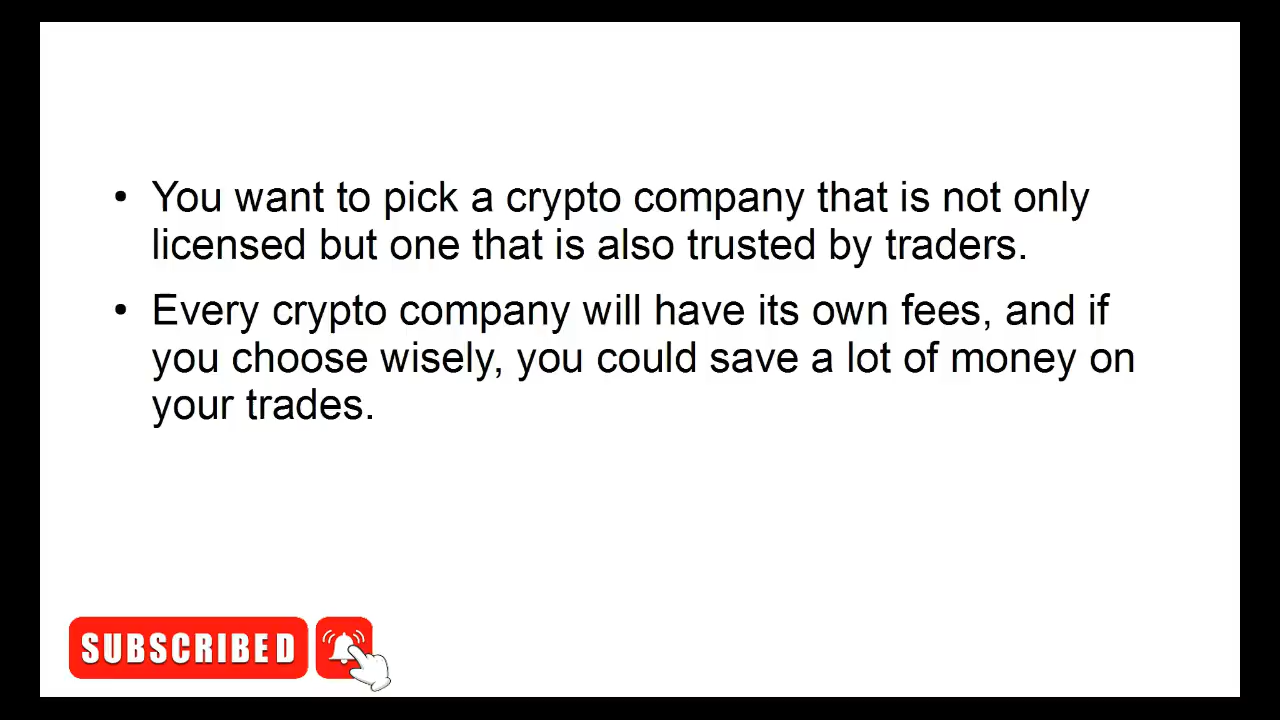 • You want to pick a crypto company that is not only
licensed but one that is also trusted by traders.
• Every crypto company will have its own fees, and if
you choose wisely, you could save a lot of money on
your trades.
SUBSCRIBED